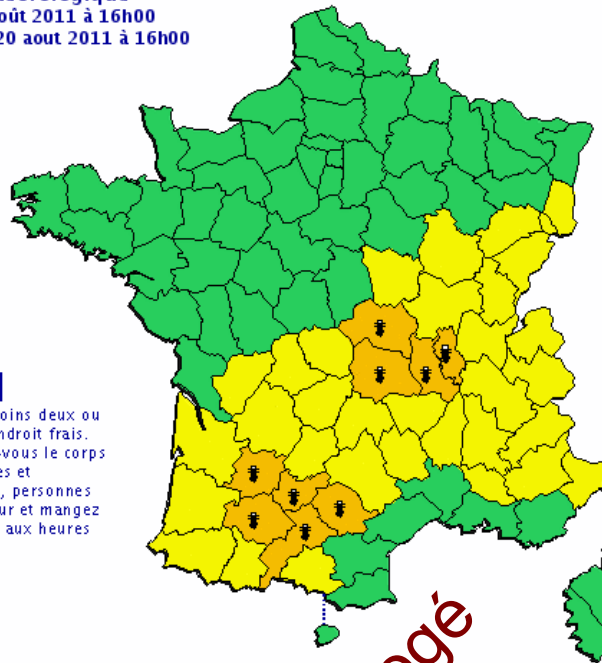 oût 2011 à 16h00
20 aout 2011 à 16h00
oins deux ou
ndroit frais.
vous le corps
es et
, personnes
ur et mangez
aux heures
ogé